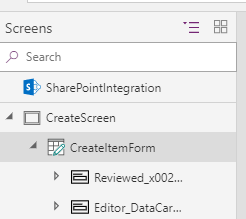 Screens
Search
SharePointIntegration
CreateScreen
CreateItemForm
Reviewed_x002...
Editor_DataCar...